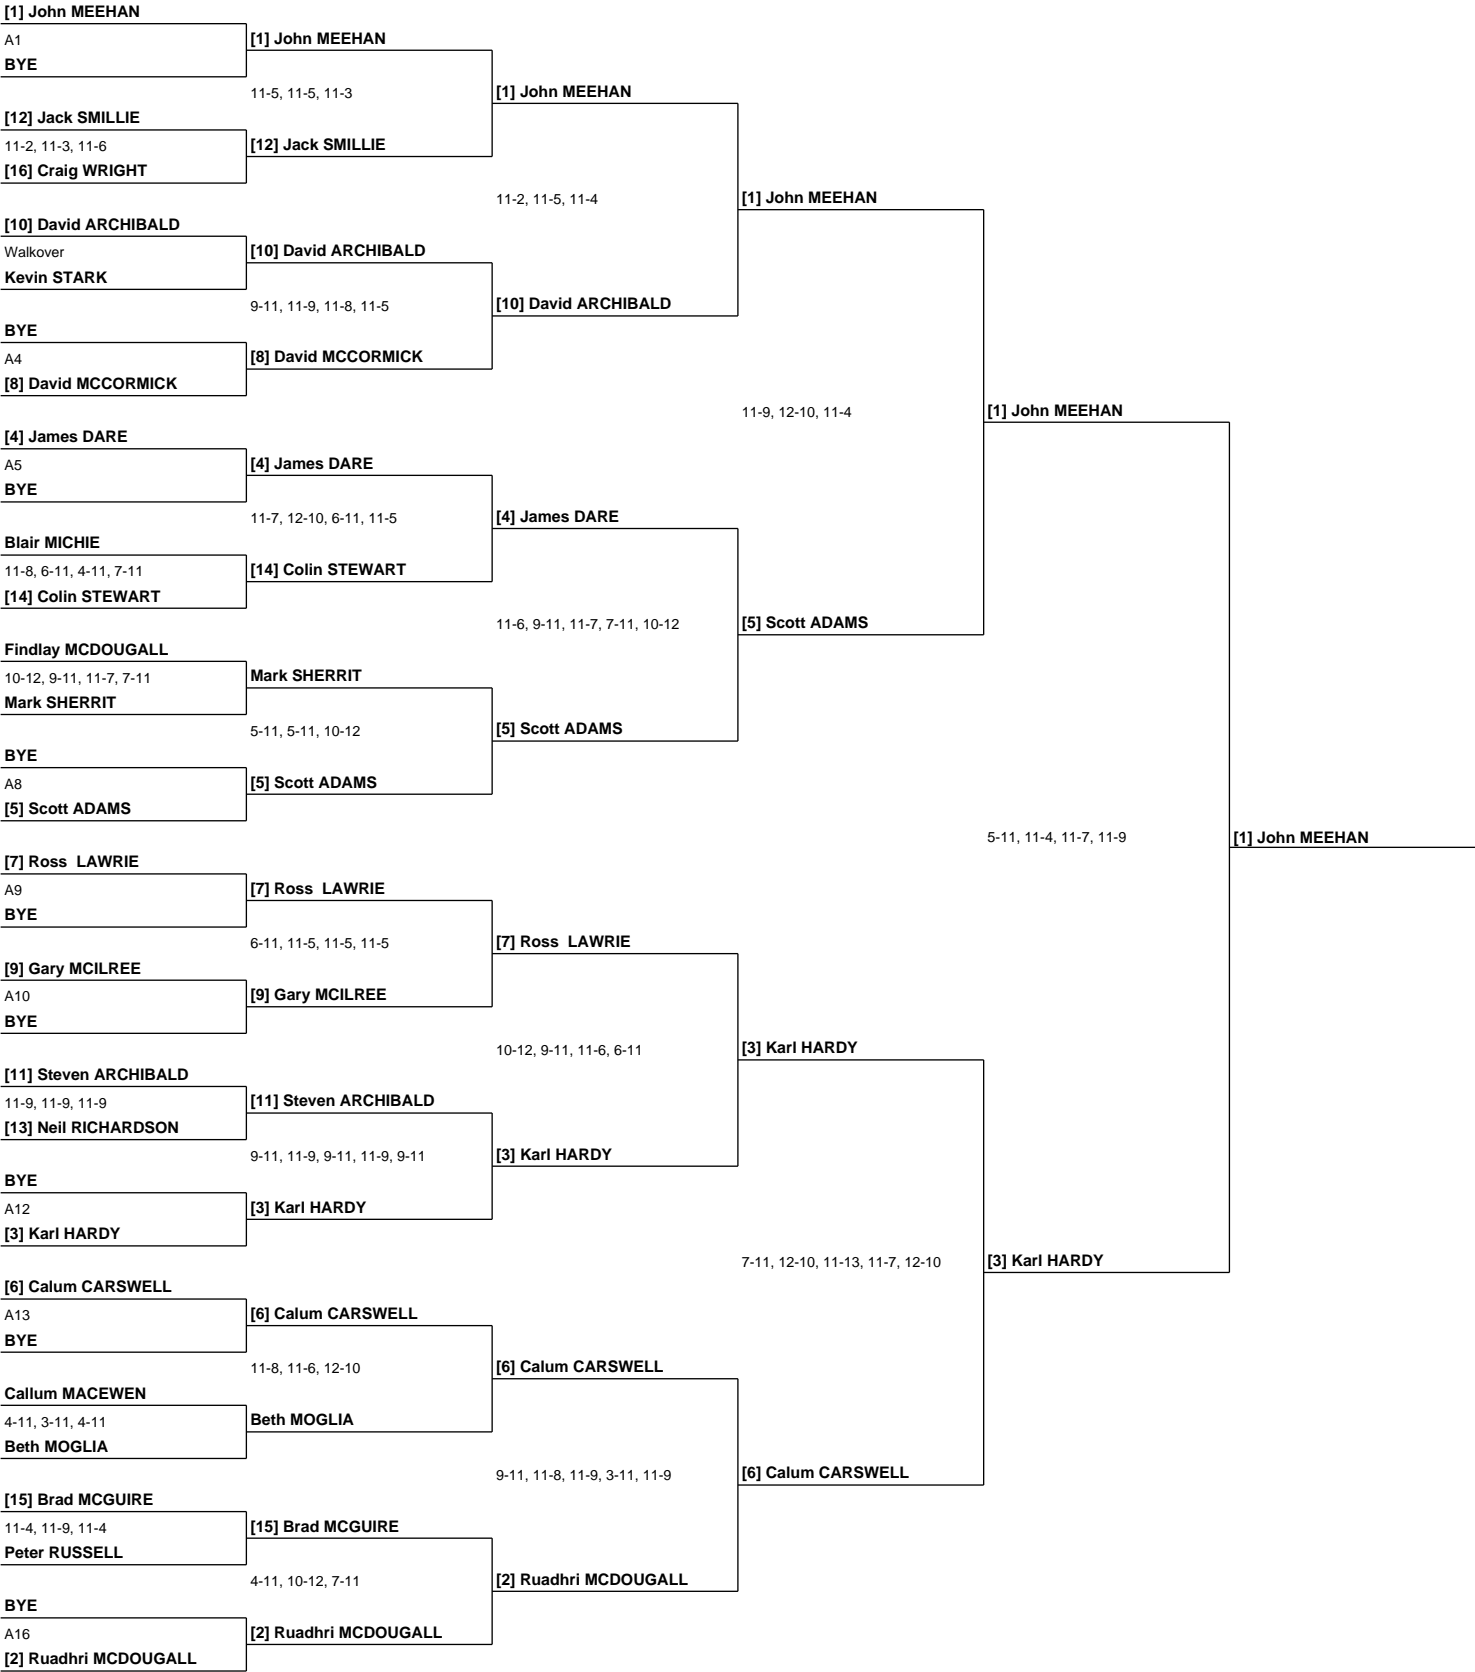 [1] John MEEHAN
A1
BYE
[12] Jack SMILLIE
11-2, 11-3, 11-6
[16] Craig WRIGHT
[10] David ARCHIBALD
Walkover
Kevin STARK
BYE
A4
[8] David MCCORMICK
[4] James DARE
A5
BYE
Blair MICHIE
11-8, 6-11, 4-11, 7-11
[14] Colin STEWART
Findlay MCDOUGALL
10-12, 9-11, 11-7, 7-11
Mark SHERRIT
BYE
A8
[5] Scott ADAMS
[7] Ross  LAWRIE
A9
BYE
[9] Gary MCILREE
A10
BYE
[11] Steven ARCHIBALD
11-9, 11-9, 11-9
[13] Neil RICHARDSON
BYE
A12
[3] Karl HARDY
[6] Calum CARSWELL
A13
BYE
Callum MACEWEN
4-11, 3-11, 4-11
Beth MOGLIA
[15] Brad MCGUIRE
11-4, 11-9, 11-4
Peter RUSSELL
BYE
A16
[2] Ruadhri MCDOUGALL
[1] John MEEHAN
11-5, 11-5, 11-3
[12] Jack SMILLIE
[10] David ARCHIBALD
9-11, 11-9, 11-8, 11-5
[8] David MCCORMICK
[4] James DARE
11-7, 12-10, 6-11, 11-5
[14] Colin STEWART
Mark SHERRIT
5-11, 5-11, 10-12
[5] Scott ADAMS
[7] Ross  LAWRIE
6-11, 11-5, 11-5, 11-5
[9] Gary MCILREE
[11] Steven ARCHIBALD
9-11, 11-9, 9-11, 11-9, 9-11
[3] Karl HARDY
[6] Calum CARSWELL
11-8, 11-6, 12-10
Beth MOGLIA
[15] Brad MCGUIRE
4-11, 10-12, 7-11
[2] Ruadhri MCDOUGALL
[1] John MEEHAN
11-2, 11-5, 11-4
[10] David ARCHIBALD
[4] James DARE
11-6, 9-11, 11-7, 7-11, 10-12
[5] Scott ADAMS
[7] Ross  LAWRIE
10-12, 9-11, 11-6, 6-11
[3] Karl HARDY
[6] Calum CARSWELL
9-11, 11-8, 11-9, 3-11, 11-9
[2] Ruadhri MCDOUGALL
[1] John MEEHAN
11-9, 12-10, 11-4
[5] Scott ADAMS
[3] Karl HARDY
7-11, 12-10, 11-13, 11-7, 12-10
[6] Calum CARSWELL
[1] John MEEHAN
5-11, 11-4, 11-7, 11-9
[3] Karl HARDY
[1] John MEEHAN